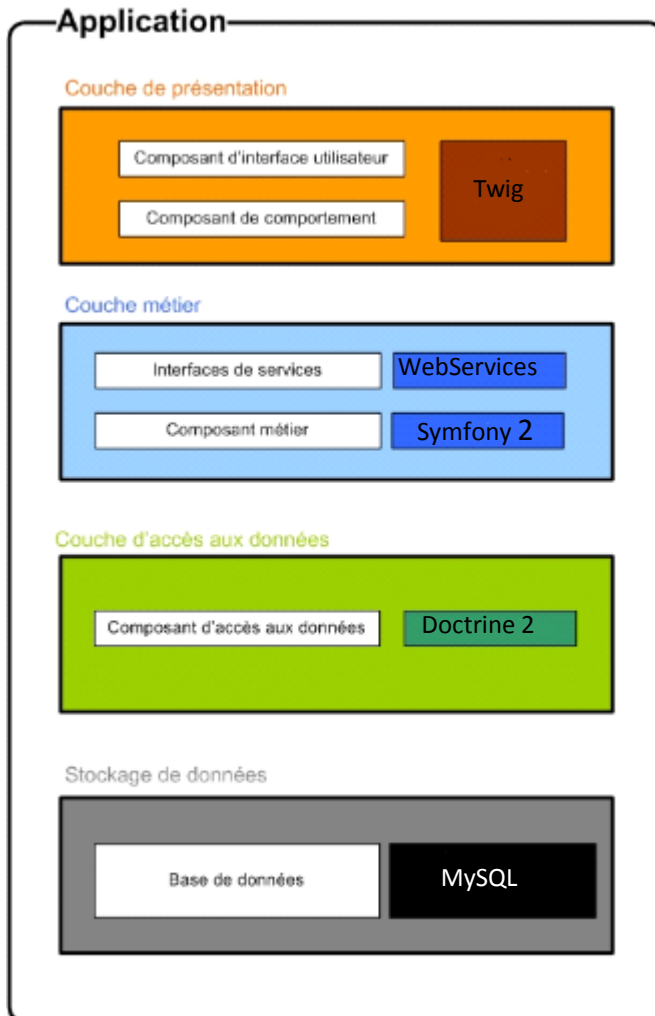 Application
Couche de présentation
Composant d'interface utilisateur
Twig
Composant de comportement
Couche métier
Interfaces de services WebServices
Composant métier Symfony 2
Couche d'accès aux données
Composant d'accès aux données Doctrine 2
Stockage de données
Base de données MySQL